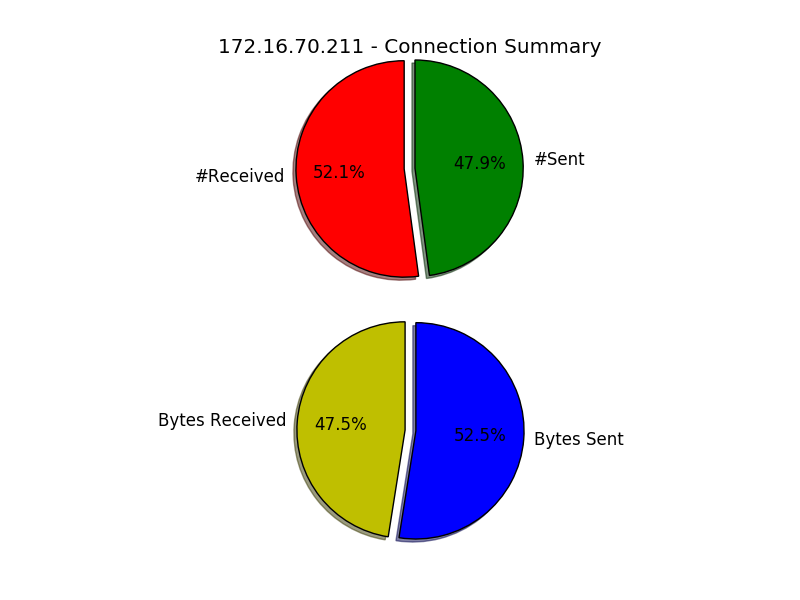 172.16.70.211 - Connection Summary
#Received
52.1%
47.9%
#Sent
Bytes Received
47.5%
52.5%
Bytes Sent